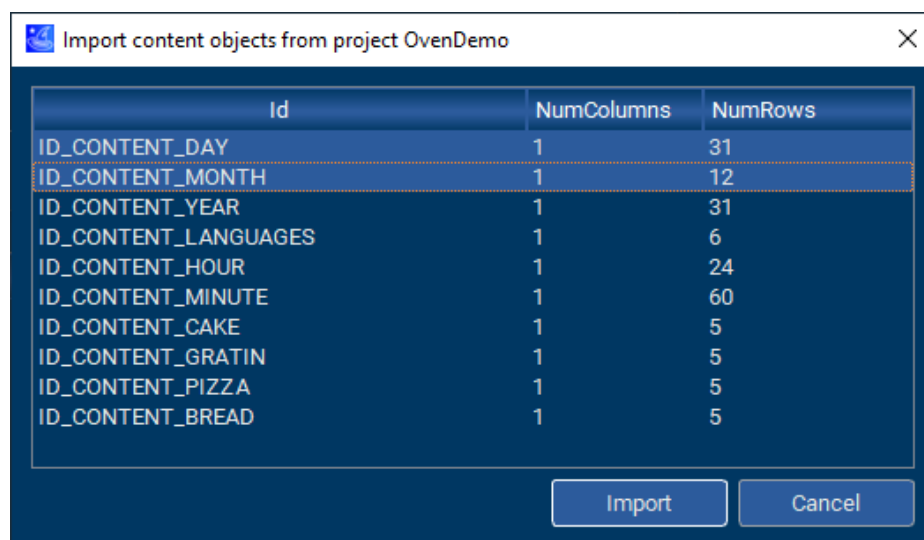 Import content objects from project OvenDemo
Id NumColumns NumRows
ID_CONTENT_DAY 1 31
ID_CONTENT_MONTH 1 12
ID_CONTENT_YEAR 1 31
ID_CONTENT_LANGUAGES 1 6
ID_CONTENT_HOUR 1 24
ID_CONTENT_MINUTE 1 60
ID_CONTENT_CAKE 1 5
ID_CONTENT_GRATIN 1 5
ID_CONTENT_PIZZA 1 5
ID_CONTENT_BREAD 1 5
Import Cancel